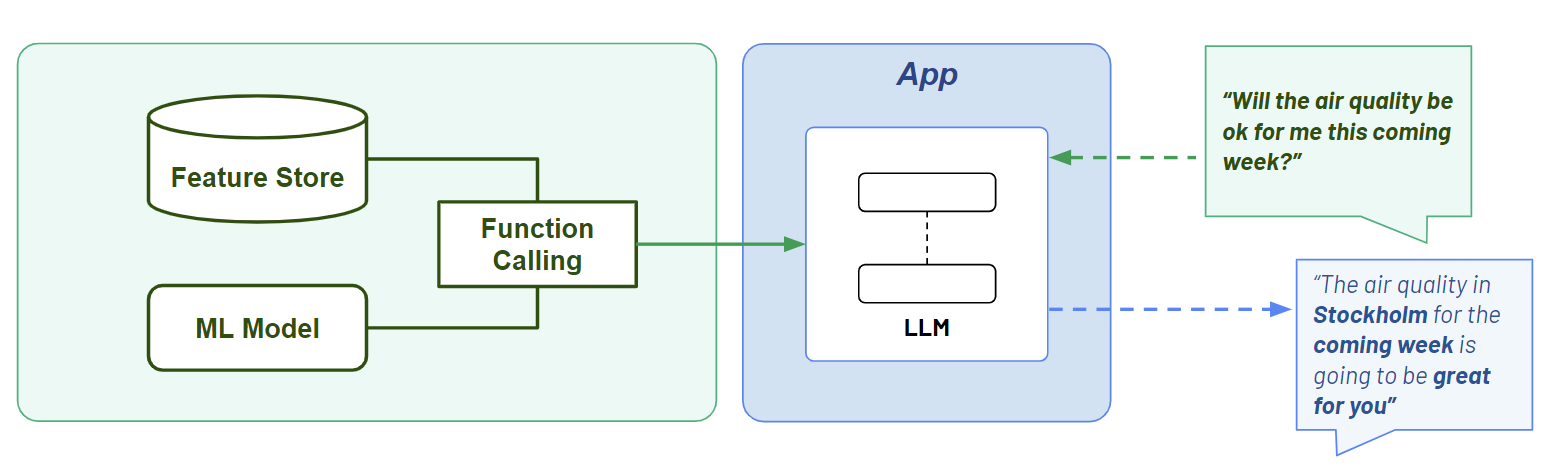 Feature Store
ML Model
Function
Calling
App
LLM
“Will the air quality be
ok for me this coming
week?”
“The air quality in
Stockholm for the
coming week is
going to be great
for you”